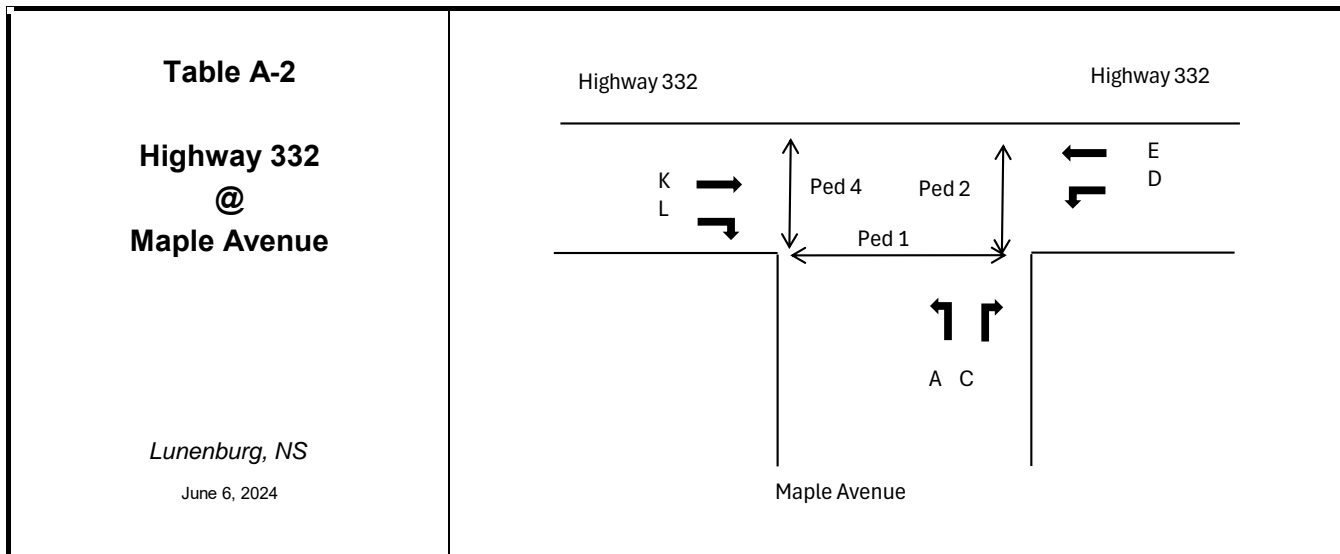 Table A-2
Highway 332
@
Maple Avenue
Lunenburg, NS
June 6, 2024
Highway 332
Highway 332
K
L
Ped 4
Ped 2
E
D
Ped 1
A C
Maple Avenue